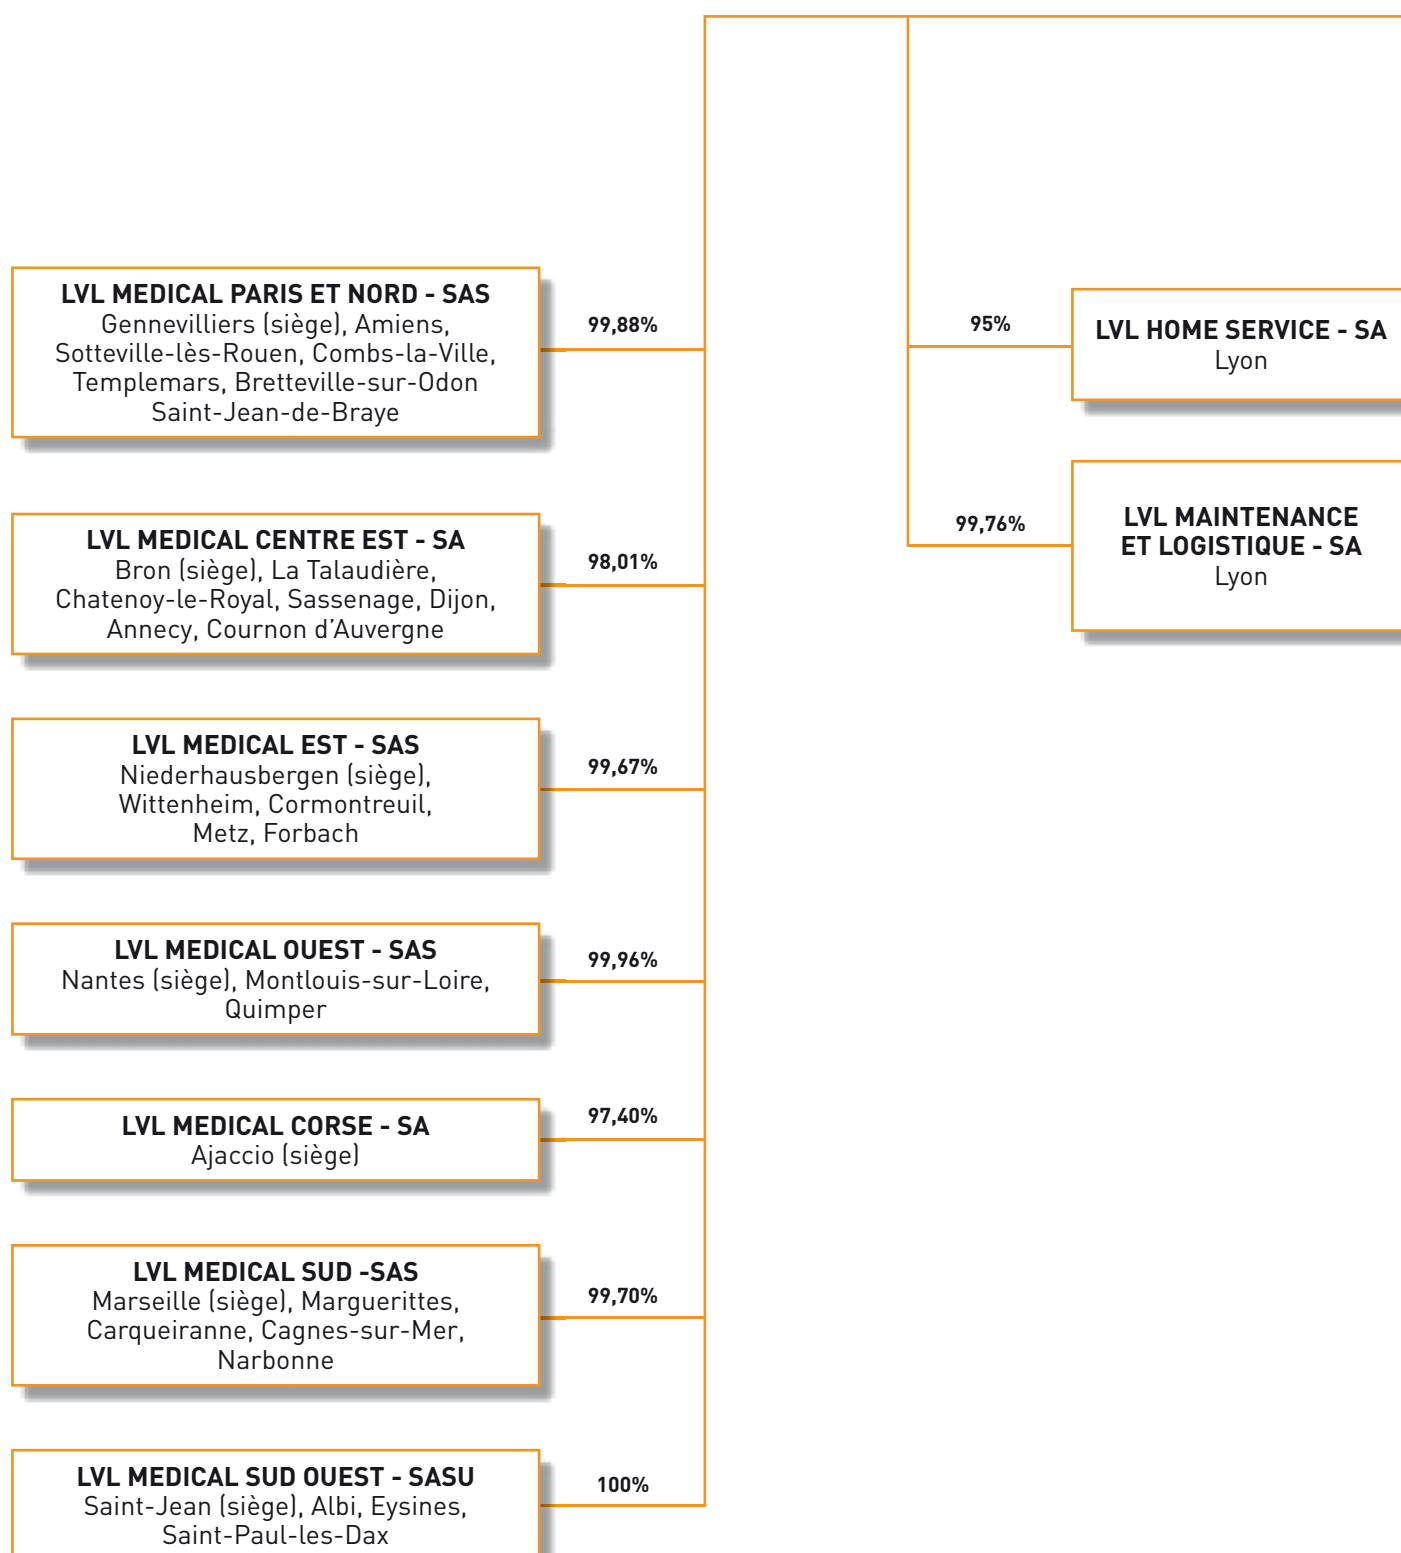 LVL MEDICAL PARIS ET NORD - SAS
Gennevilliers (siège), Amiens,
Sotteville-lès-Rouen, Combs-la-Ville,
Templemars, Bretteville-sur-Odon
Saint-Jean-de-Braye
99,88%
LVL MEDICAL CENTRE EST - SA
Bron (siège), La Talaudière,
Chatenoy-le-Royal, Sassenage, Dijon,
Annecy, Cournon d’Auvergne
98,01%
LVL MEDICAL EST - SAS
Niederhausbergen (siège),
Wittenheim, Cormontreuil,
Metz, Forbach
99,67%
LVL MEDICAL OUEST - SAS
Nantes (siège), Montlouis-sur-Loire,
Quimper
99,96%
LVL MEDICAL CORSE - SA
Ajaccio (siège)
97,40%
LVL MEDICAL SUD -SAS
Marseille (siège), Marguerittes,
Carqueiranne, Cagnes-sur-Mer,
Narbonne
99,70%
LVL MEDICAL SUD OUEST - SASU
Saint-Jean (siège), Albi, Eysines,
Saint-Paul-les-Dax
100%
95%
LVL HOME SERVICE - SA
Lyon
99,76%
LVL MAINTENANCE
ET LOGISTIQUE - SA
Lyon